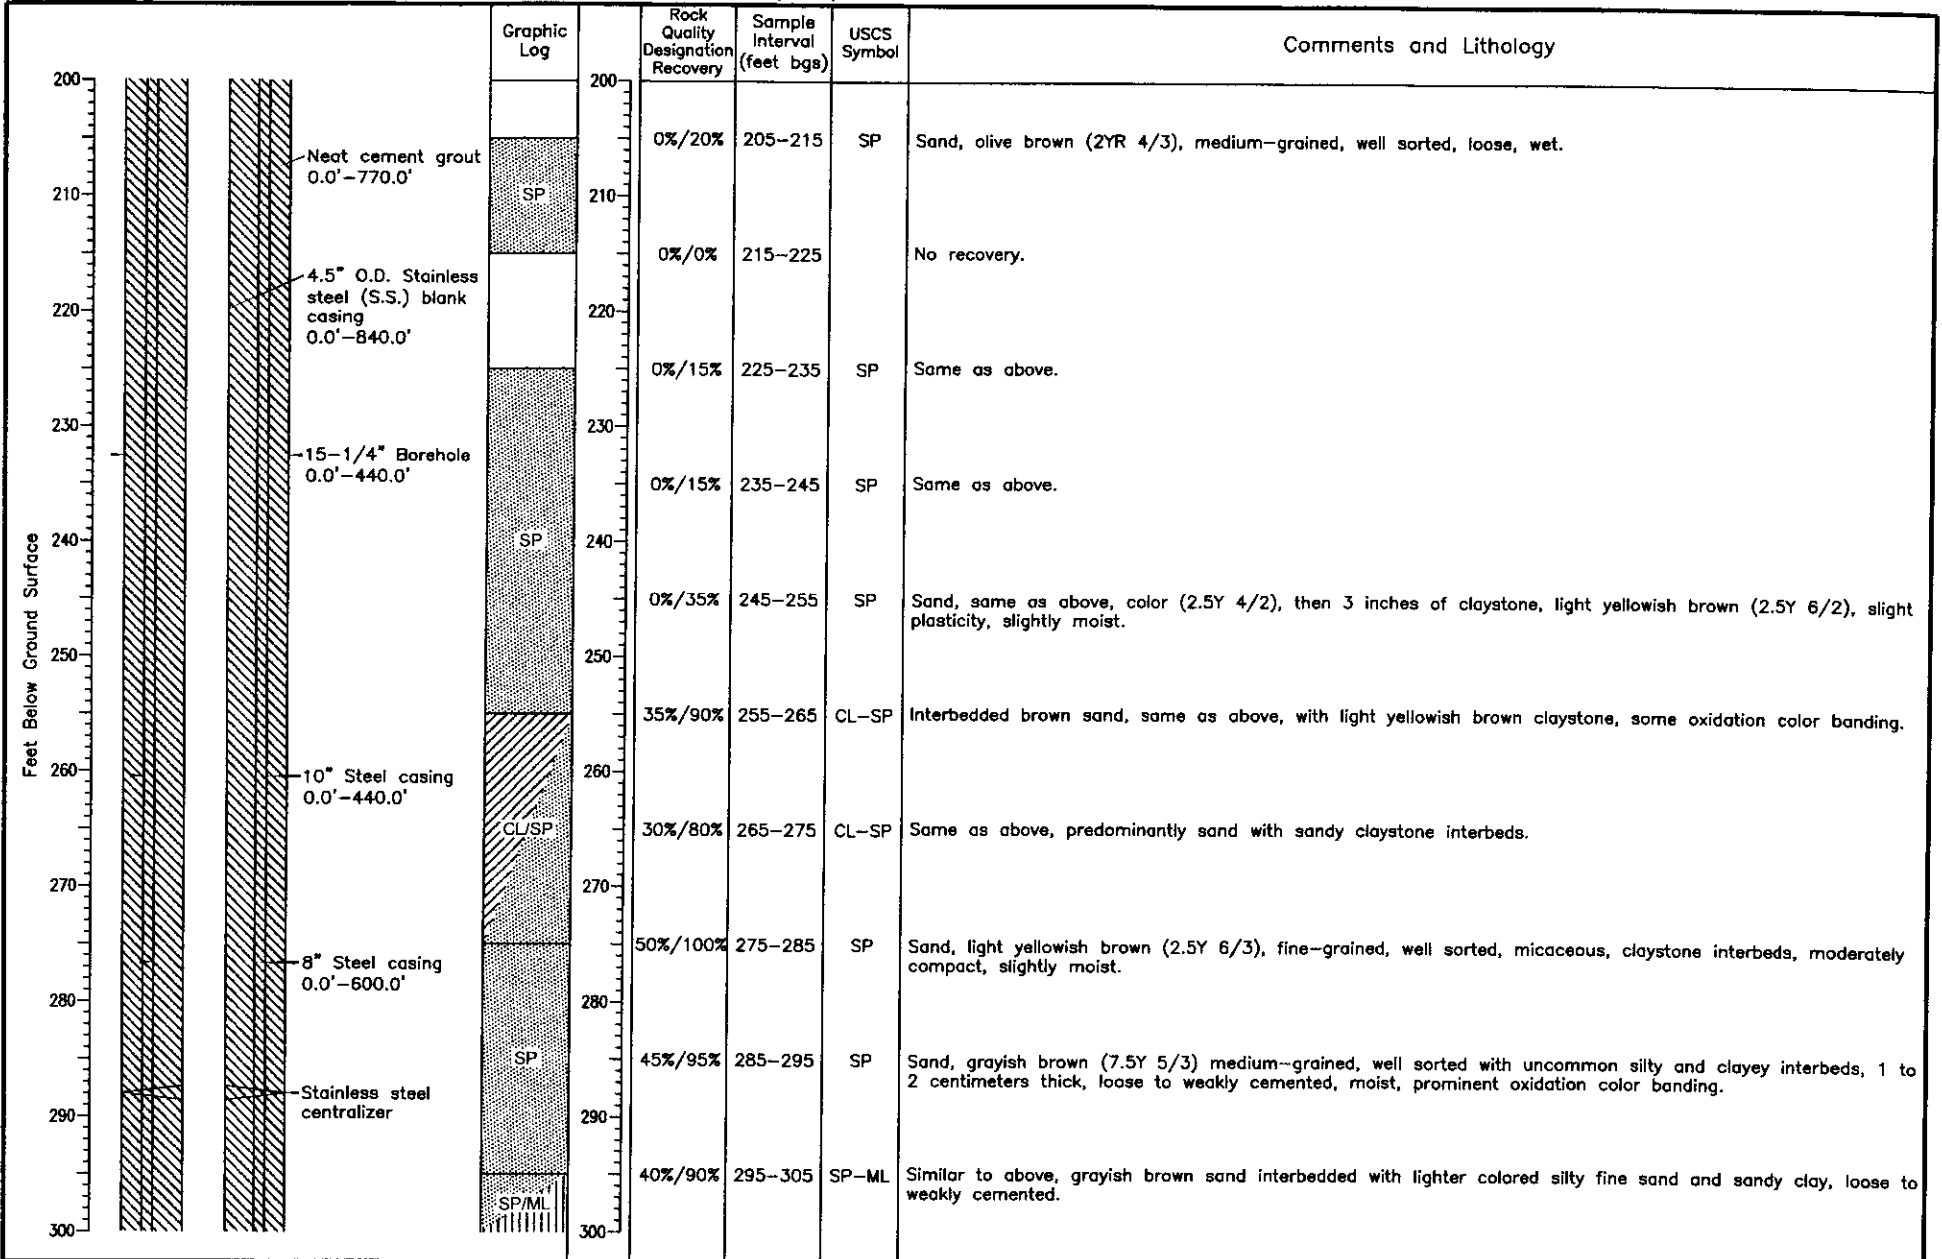 Graphic
Log
Rock
Quality
Designation
Recovery
Sample
Interval
(feet bgs)
USCS
Symbol
Comments and Lithology
Feet Below Ground Surface
200
210
220
230
240
250
260
270
280
290
300
Neat cement grout
0.0'-770.0'
4.5" O.D. Stainless
steel (S.S.) blank
casing
0.0'-840.0'
15-1/4" Borehole
0.0'-440.0'
10" Steel casing
0.0'-440.0'
8" Steel casing
0.0'-600.0'
Stainless steel
centralizer
SP
SP
CL/SP
SP
SP/ML
200
210
220
230
240
250
260
270
280
290
300
0%/20% 205-215 SP Sand, olive brown (2YR 4/3), medium-grained, well sorted, loose, wet.
0%/0% 215-225 No recovery.
0%/15% 225-235 SP Same as above.
0%/15% 235-245 SP Same as above.
0%/35% 245-255 SP Sand, same as above, color (2.5Y 4/2), then 3 inches of claystone, light yellowish brown (2.5Y 6/2), slight
plasticity, slightly moist.
35%/90% 255-265 CL-SP Interbedded brown sand, same as above, with light yellowish brown claystone, some oxidation color banding.
30%/80% 265-275 CL-SP Same as above, predominantly sand with sandy claystone interbeds.
50%/100% 275-285 SP Sand, light yellowish brown (2.5Y 6/3), fine-grained, well sorted, micaceous, claystone interbeds, moderately
compact, slightly moist.
45%/95% 285-295 SP Sand, grayish brown (7.5Y 5/3) medium-grained, well sorted with uncommon silty and clayey interbeds, 1 to
2 centimeters thick, loose to weakly cemented, moist, prominent oxidation color banding.
40%/90% 295-305 SP-ML Similar to above, grayish brown sand interbedded with lighter colored silty fine sand and sandy clay, loose to
weakly cemented.